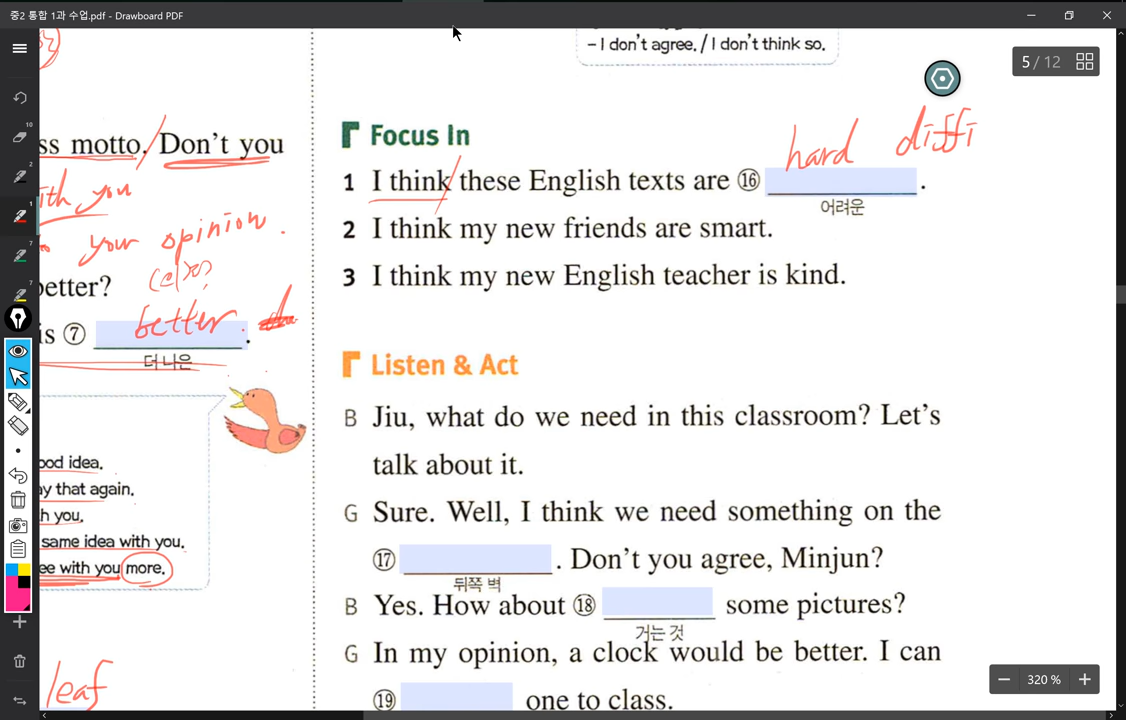 중2 통합 1과 수업.pdf - Drawboard PDF
– I don't agree. / I don't think so.
5 / 12
ss motto. Don't you
ith you
your opinion.
better?
is ⑦ better.
더 나은
ood idea.
ay that again.
h you.
same idea with you.
ee with you more.
leaf
Focus In
hard diffi
1 I think these English texts are ⑯ .
어려운
2 I think my new friends are smart.
3 I think my new English teacher is kind.
Listen & Act
B Jiu, what do we need in this classroom? Let's
talk about it.
G Sure. Well, I think we need something on the
⑰ . Don't you agree, Minjun?
뒤쪽 벽
B Yes. How about ⑱ some pictures?
거는 것
G In my opinion, a clock would be better. I can
⑲ one to class.
320 %
10
2
2
1
7
7